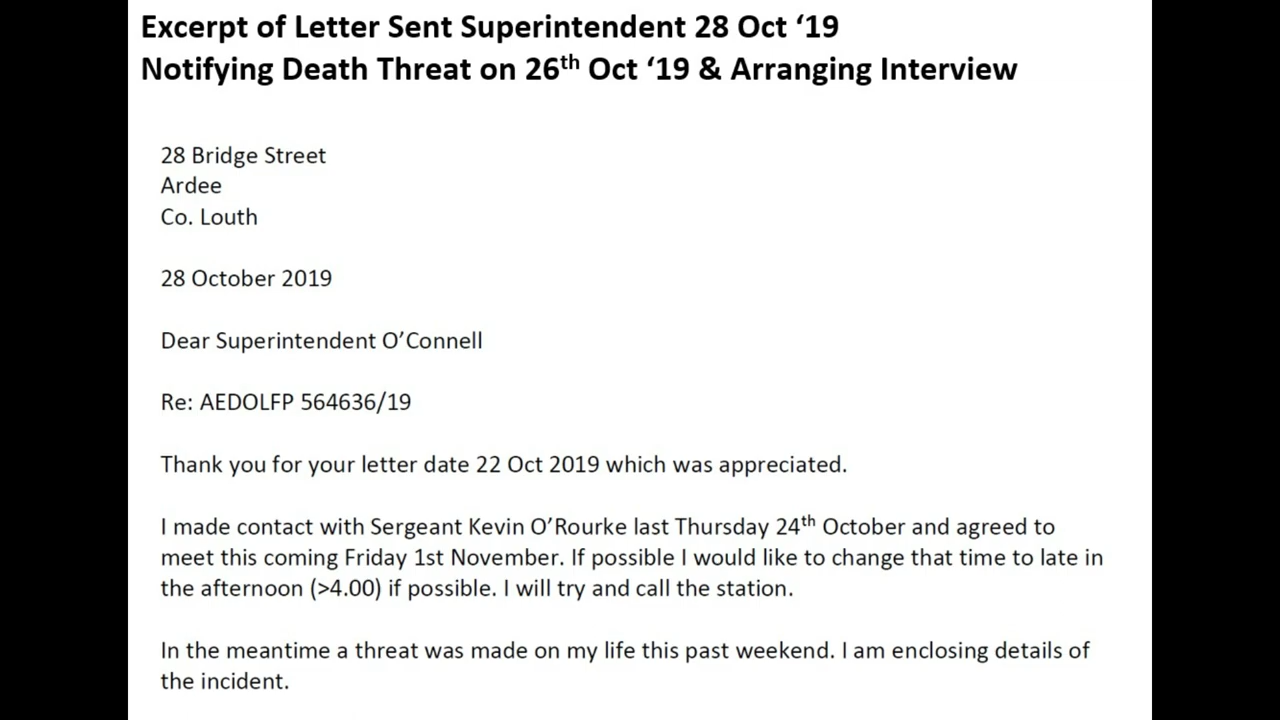 Excerpt of Letter Sent Superintendent 28 Oct ‘19
Notifying Death Threat on 26th Oct ‘19 & Arranging Interview
28 Bridge Street
Ardee
Co. Louth
28 October 2019
Dear Superintendent O’Connell
Re: AEDOLFP 564636/19
Thank you for your letter date 22 Oct 2019 which was appreciated.
I made contact with Sergeant Kevin O’Rourke last Thursday 24th October and agreed to
meet this coming Friday 1st November. If possible I would like to change that time to late in
the afternoon (>4.00) if possible. I will try and call the station.
In the meantime a threat was made on my life this past weekend. I am enclosing details of
the incident.